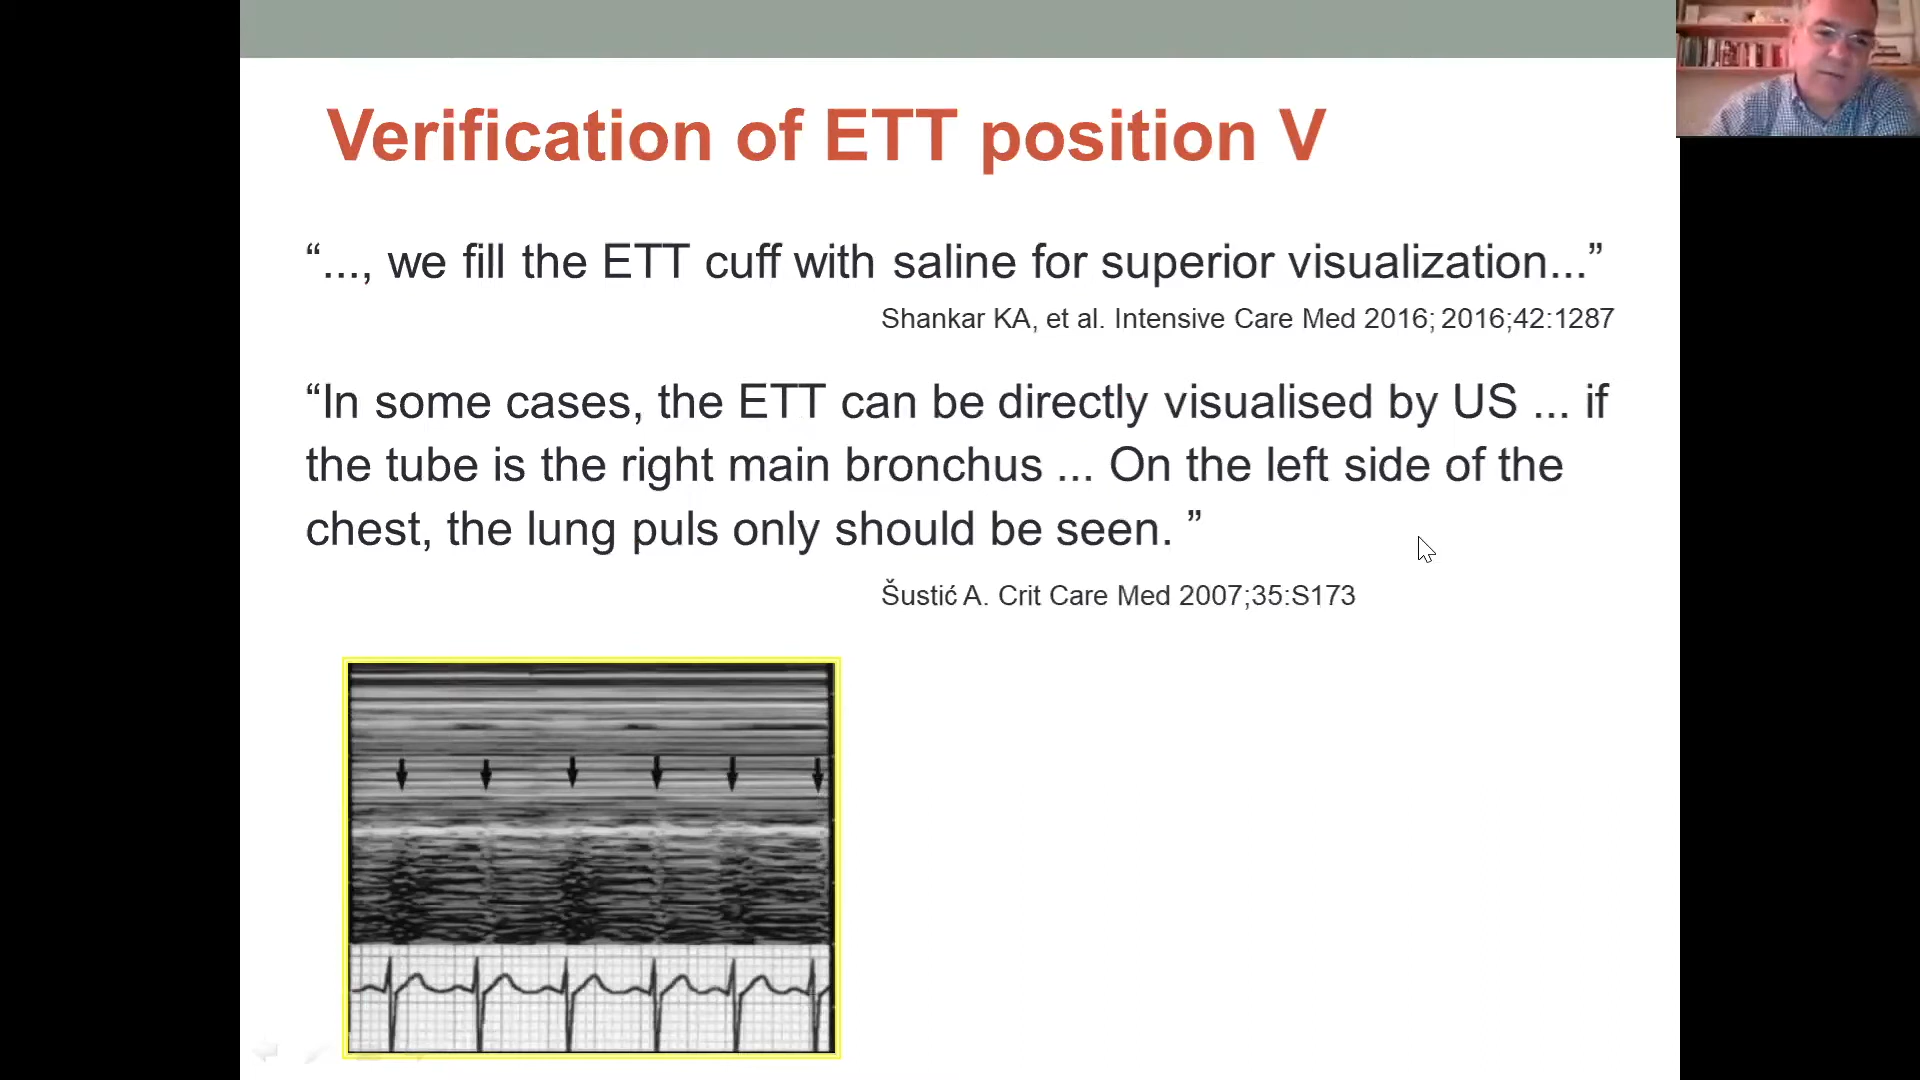 Verification of ETT position V
“..., we fill the ETT cuff with saline for superior visualization...”
Shankar KA, et al. Intensive Care Med 2016; 2016;42:1287
“In some cases, the ETT can be directly visualised by US ... if
the tube is the right main bronchus ... On the left side of the
chest, the lung puls only should be seen. ”
Šustić A. Crit Care Med 2007;35:S173